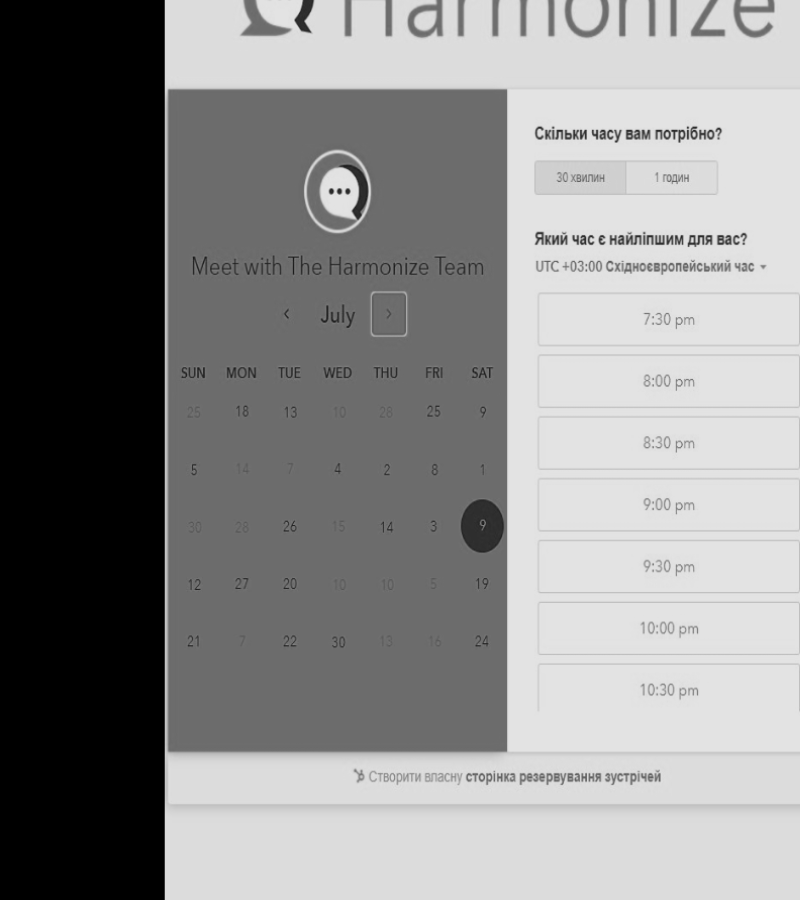 Harmonize
Meet with The Harmonize Team
July
SUN MON TUE WED THU FRI SAT
25 18 13 10 28 25 9
5 14 7 4 2 8 1
30 28 26 15 14 3 9
12 27 20 10 10 5 19
21 7 22 30 13 16 24
Скільки часу вам потрібно?
30 хвилин 1 годин
Який час є найліпшим для вас?
UTC +03:00 Східноєвропейський час
7:30 pm
8:00 pm
8:30 pm
9:00 pm
9:30 pm
10:00 pm
10:30 pm
Створити власну сторінка резервування зустрічей